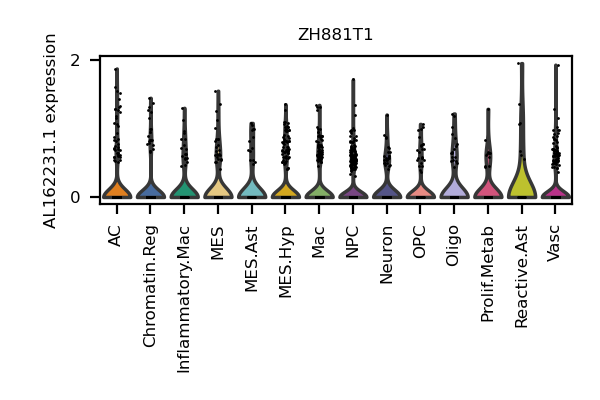 ZH881T1
AL162231.1 expression
2
0
AC
Chromatin.Reg
Inflammatory.Mac
MES
MES.Ast
MES.Hyp
Mac
NPC
Neuron
OPC
Oligo
Prolif.Metab
Reactive.Ast
Vasc